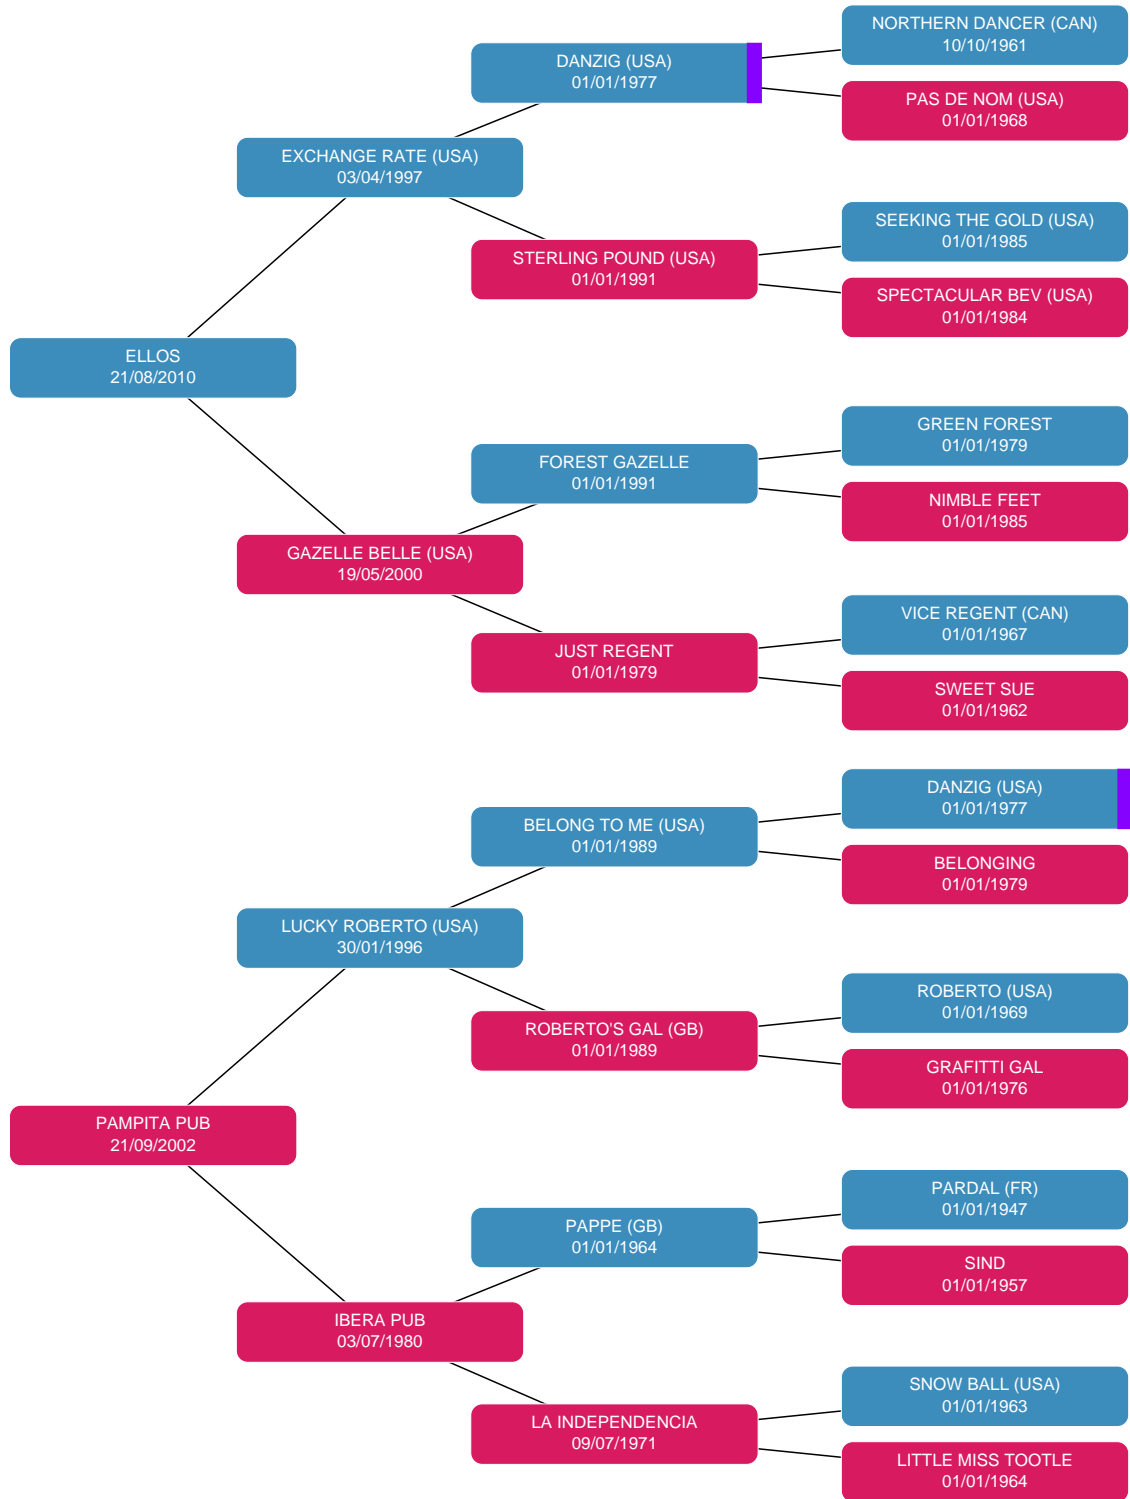 NORTHERN DANCER (CAN)
10/10/1961
DANZIG (USA)
01/01/1977
PAS DE NOM (USA)
01/01/1968
EXCHANGE RATE (USA)
03/04/1997
SEEKING THE GOLD (USA)
01/01/1985
STERLING POUND (USA)
01/01/1991
SPECTACULAR BEV (USA)
01/01/1984
ELLOS
21/08/2010
GREEN FOREST
01/01/1979
FOREST GAZELLE
01/01/1991
NIMBLE FEET
01/01/1985
GAZELLE BELLE (USA)
19/05/2000
VICE REGENT (CAN)
01/01/1967
JUST REGENT
01/01/1979
SWEET SUE
01/01/1962
DANZIG (USA)
01/01/1977
BELONG TO ME (USA)
01/01/1989
BELONGING
01/01/1979
LUCKY ROBERTO (USA)
30/01/1996
ROBERTO (USA)
01/01/1969
ROBERTO'S GAL (GB)
01/01/1989
GRAFITTI GAL
01/01/1976
PAMPITA PUB
21/09/2002
PARDAL (FR)
01/01/1947
PAPPE (GB)
01/01/1964
SIND
01/01/1957
IBERA PUB
03/07/1980
SNOW BALL (USA)
01/01/1963
LA INDEPENDENCIA
09/07/1971
LITTLE MISS TOOTLE
01/01/1964